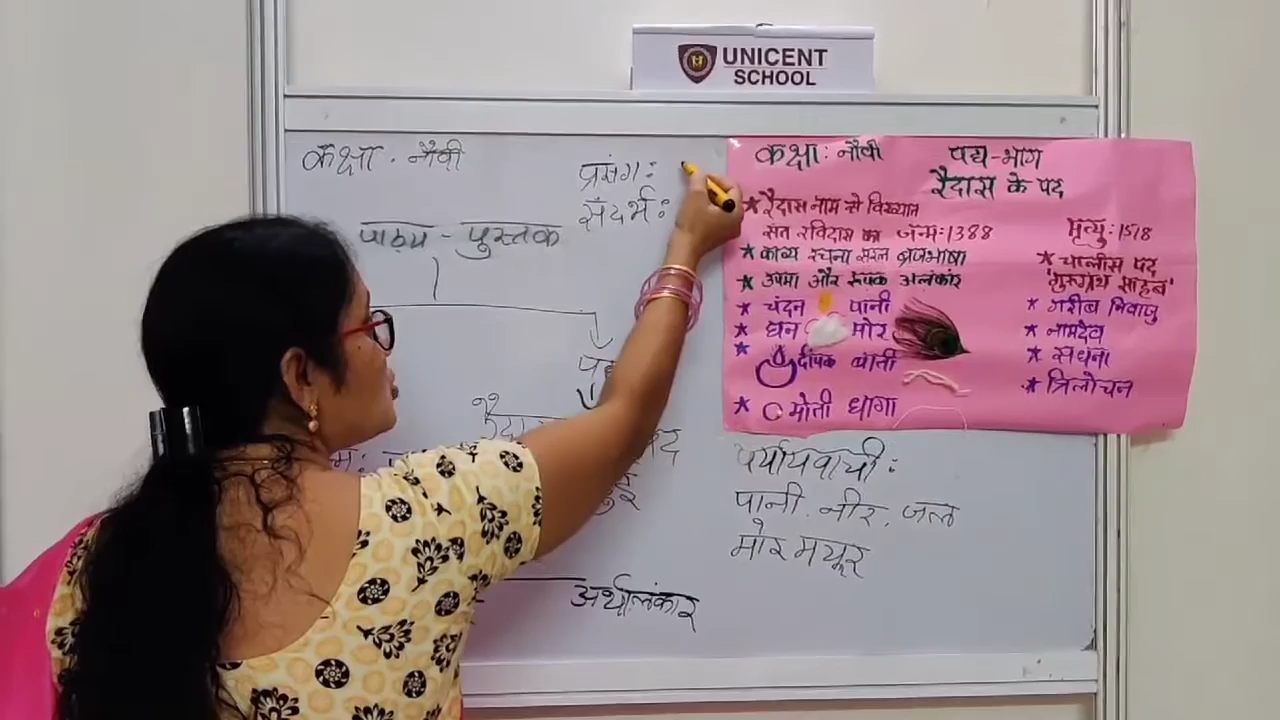 UNICENT
SCHOOL
कक्षा . नौवी
प्रसंग:
संदर्भ:
पाठ्य - पुस्तक
अर्थालंकार
कक्षा: नौवी
पद्य-भाग
रैदास के पद
★ रैदास नाम से विख्यात
संत रविदास का जन्म:1388
मृत्यु:1518
★ काव्य रचना सरल ब्रजभाषा
★ उपमा और रूपक अलंकार
★ चंदन पानी
★ घन मोर
★ दीपक बाती
★ मोती धागा
★ चालीस पद
'गुरुग्रंथ साहब'
★ गरीब निवाजु
★ नामदेव
★ सधना
★ त्रिलोचन
पर्यायवाची:
पानी . नीर . जल
मोर मयूर